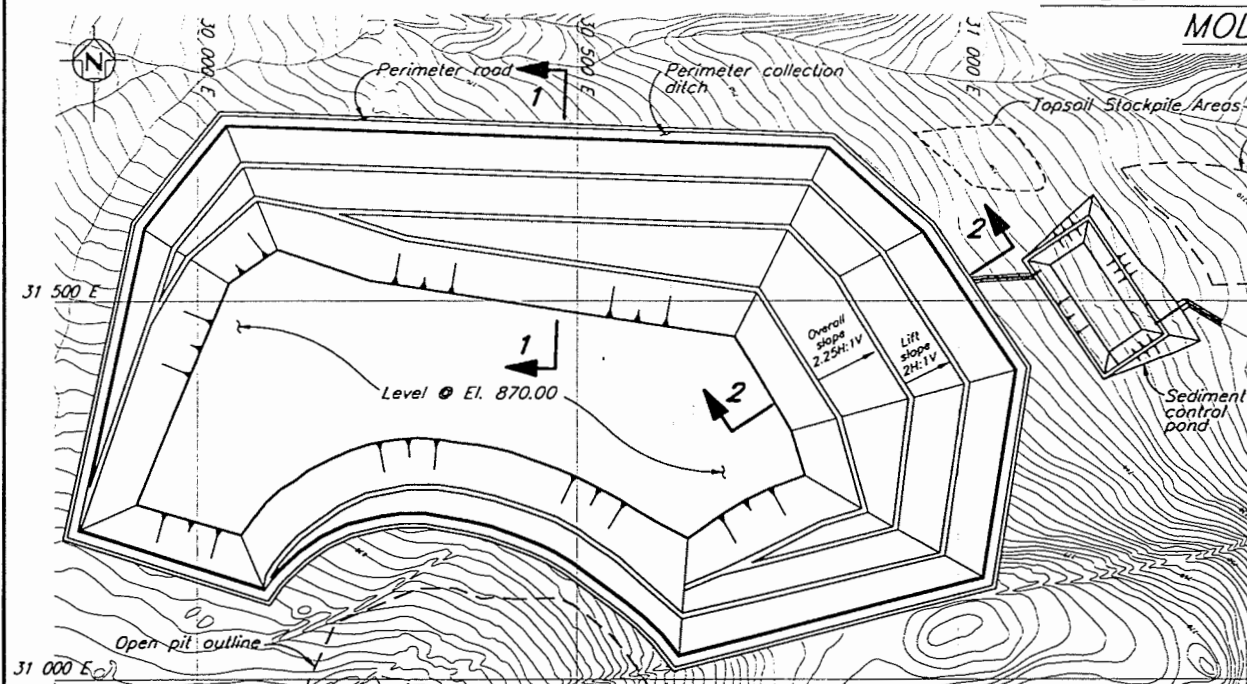 MOL
N
30 000 E
30 500 E
31 000 E
Perimeter road
1
Perimeter collection
ditch
Topsoil Stockpile Areas
2
31 500 E
Overall
slope
2.25H:1V
Lift
slope
2H:1V
1
Level @ El. 870.00
2
Sediment
control
pond
Open pit outline
31 000 E